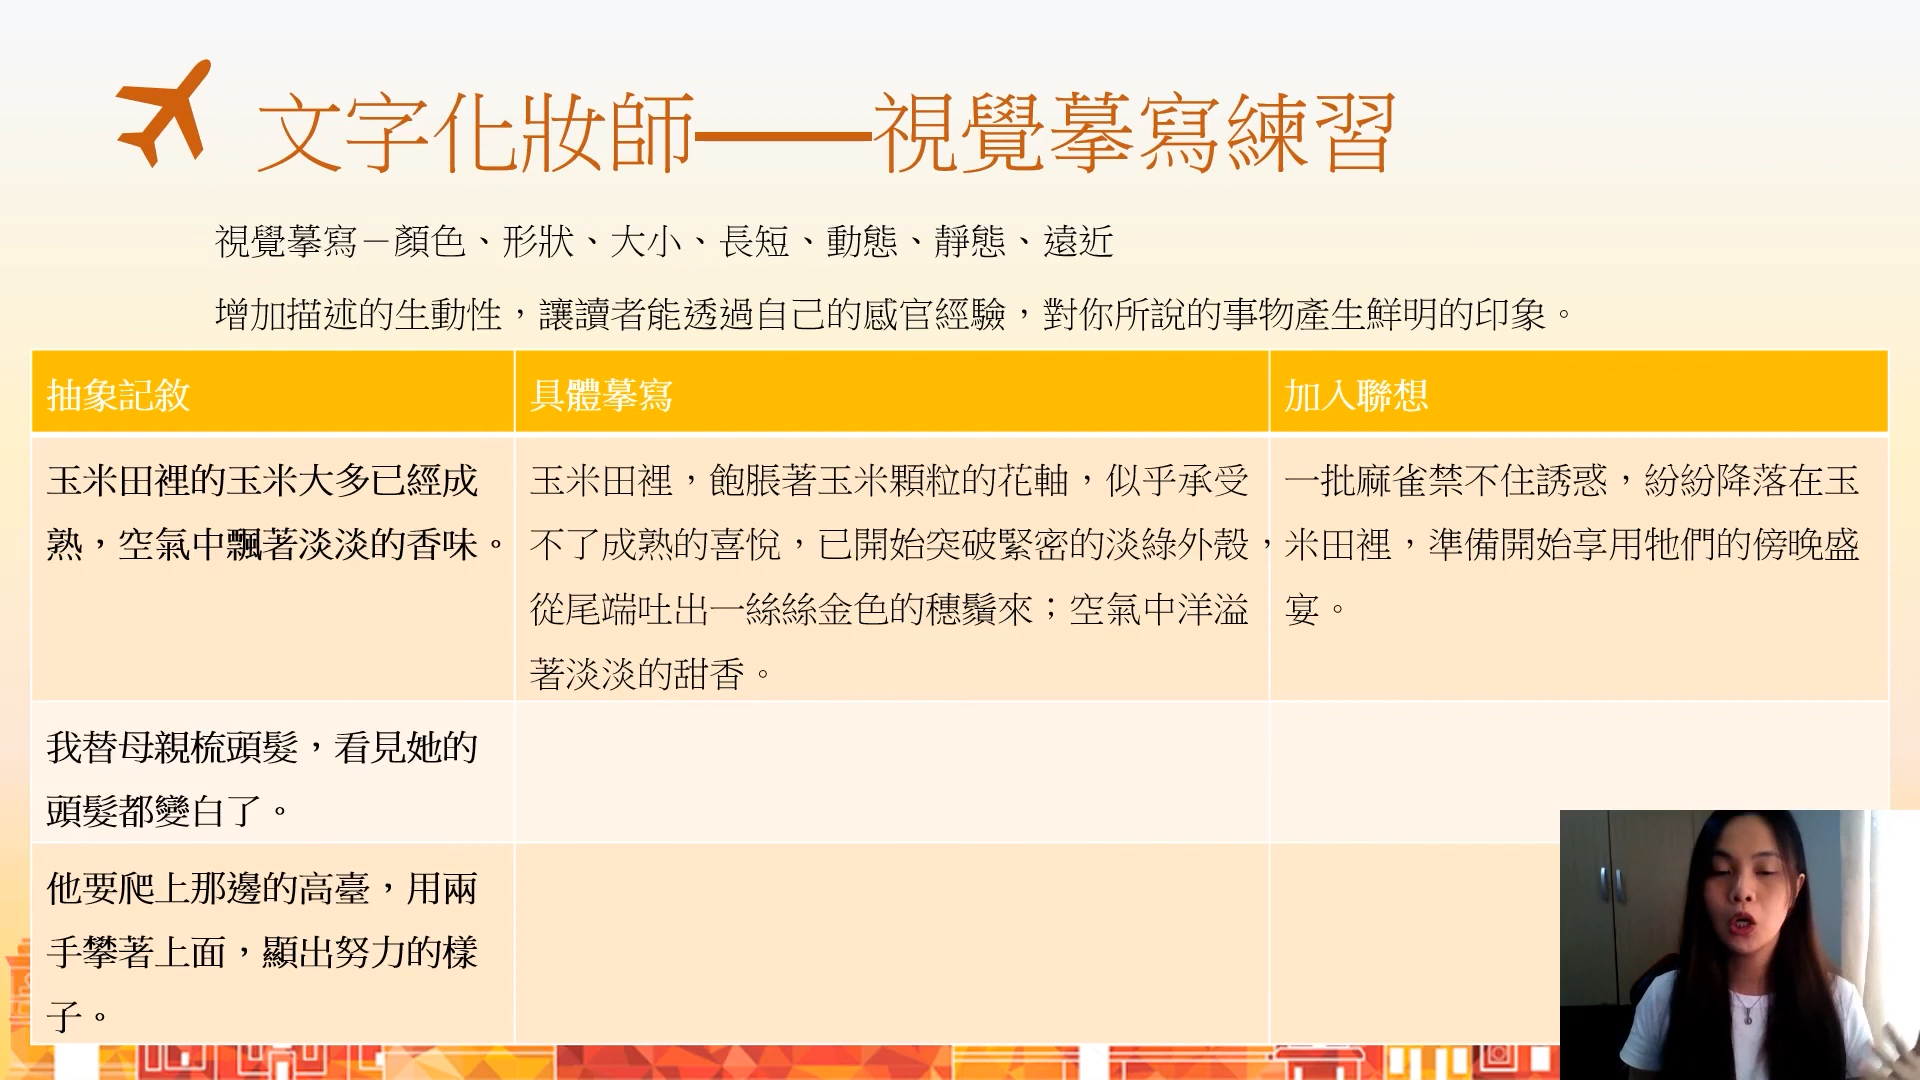 文字化妝師——視覺摹寫練習
視覺摹寫－顏色、形狀、大小、長短、動態、靜態、遠近
增加描述的生動性，讓讀者能透過自己的感官經驗，對你所說的事物產生鮮明的印象。
抽象記敘
具體摹寫
加入聯想
玉米田裡的玉米大多已經成
熟，空氣中飄著淡淡的香味。
玉米田裡，飽脹著玉米顆粒的花軸，似乎承受
不了成熟的喜悅，已開始突破緊密的淡綠外殼，
從尾端吐出一絲絲金色的穗鬚來；空氣中洋溢
著淡淡的甜香。
一批麻雀禁不住誘惑，紛紛降落在玉
米田裡，準備開始享用牠們的傍晚盛
宴。
我替母親梳頭髮，看見她的
頭髮都變白了。
他要爬上那邊的高臺，用兩
手攀著上面，顯出努力的樣
子。